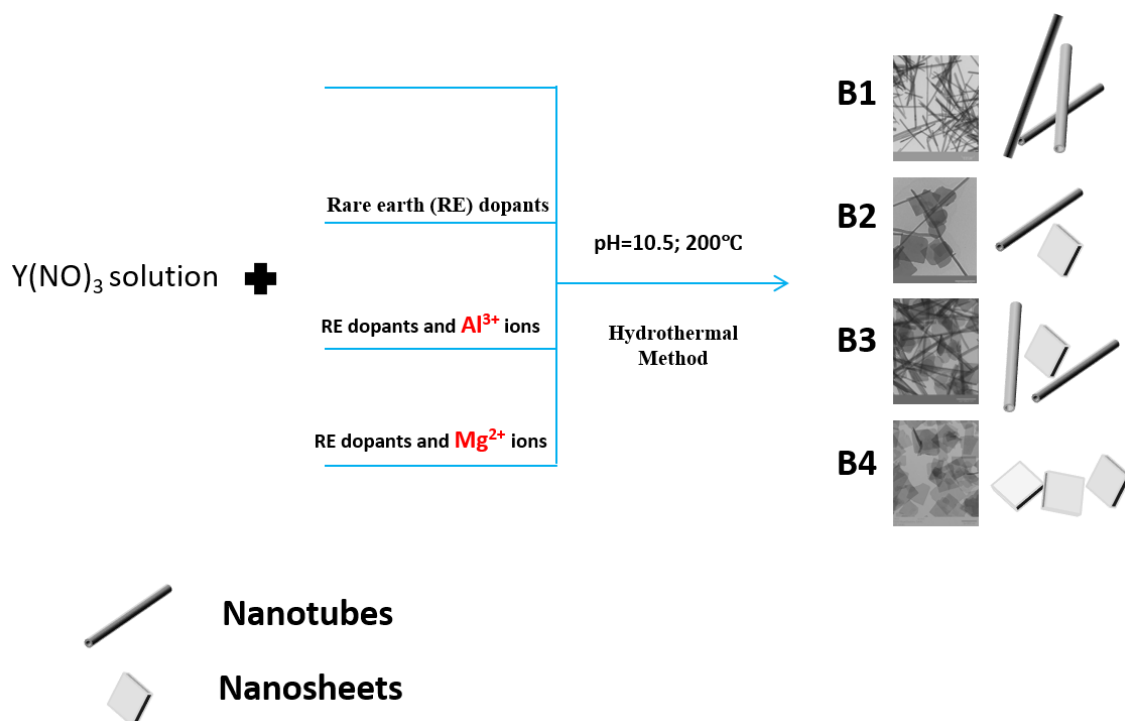 Y(NO)₃ solution
Rare earth (RE) dopants
RE dopants and Al³⁺ ions
RE dopants and Mg²⁺ ions
pH=10.5; 200℃
Hydrothermal
Method
B1
B2
B3
B4
Nanotubes
Nanosheets